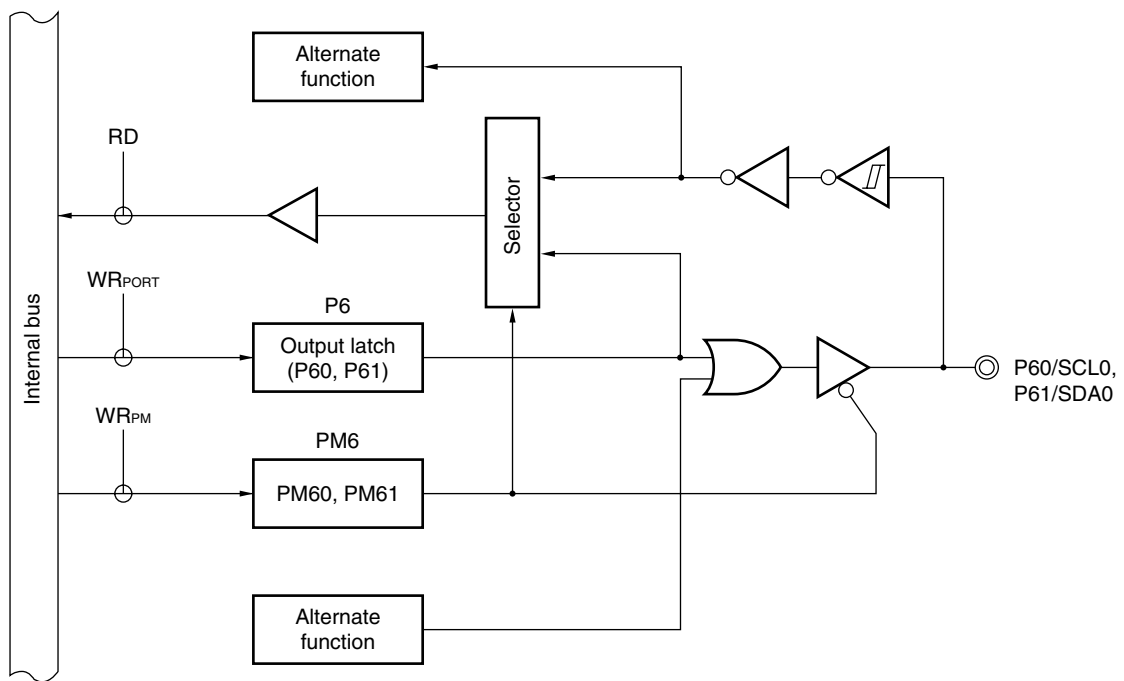 Alternate
function
RD
Selector
WRPORT
P6
Internal bus
Output latch
(P60, P61)
P60/SCL0,
P61/SDA0
WRPM
PM6
PM60, PM61
Alternate
function